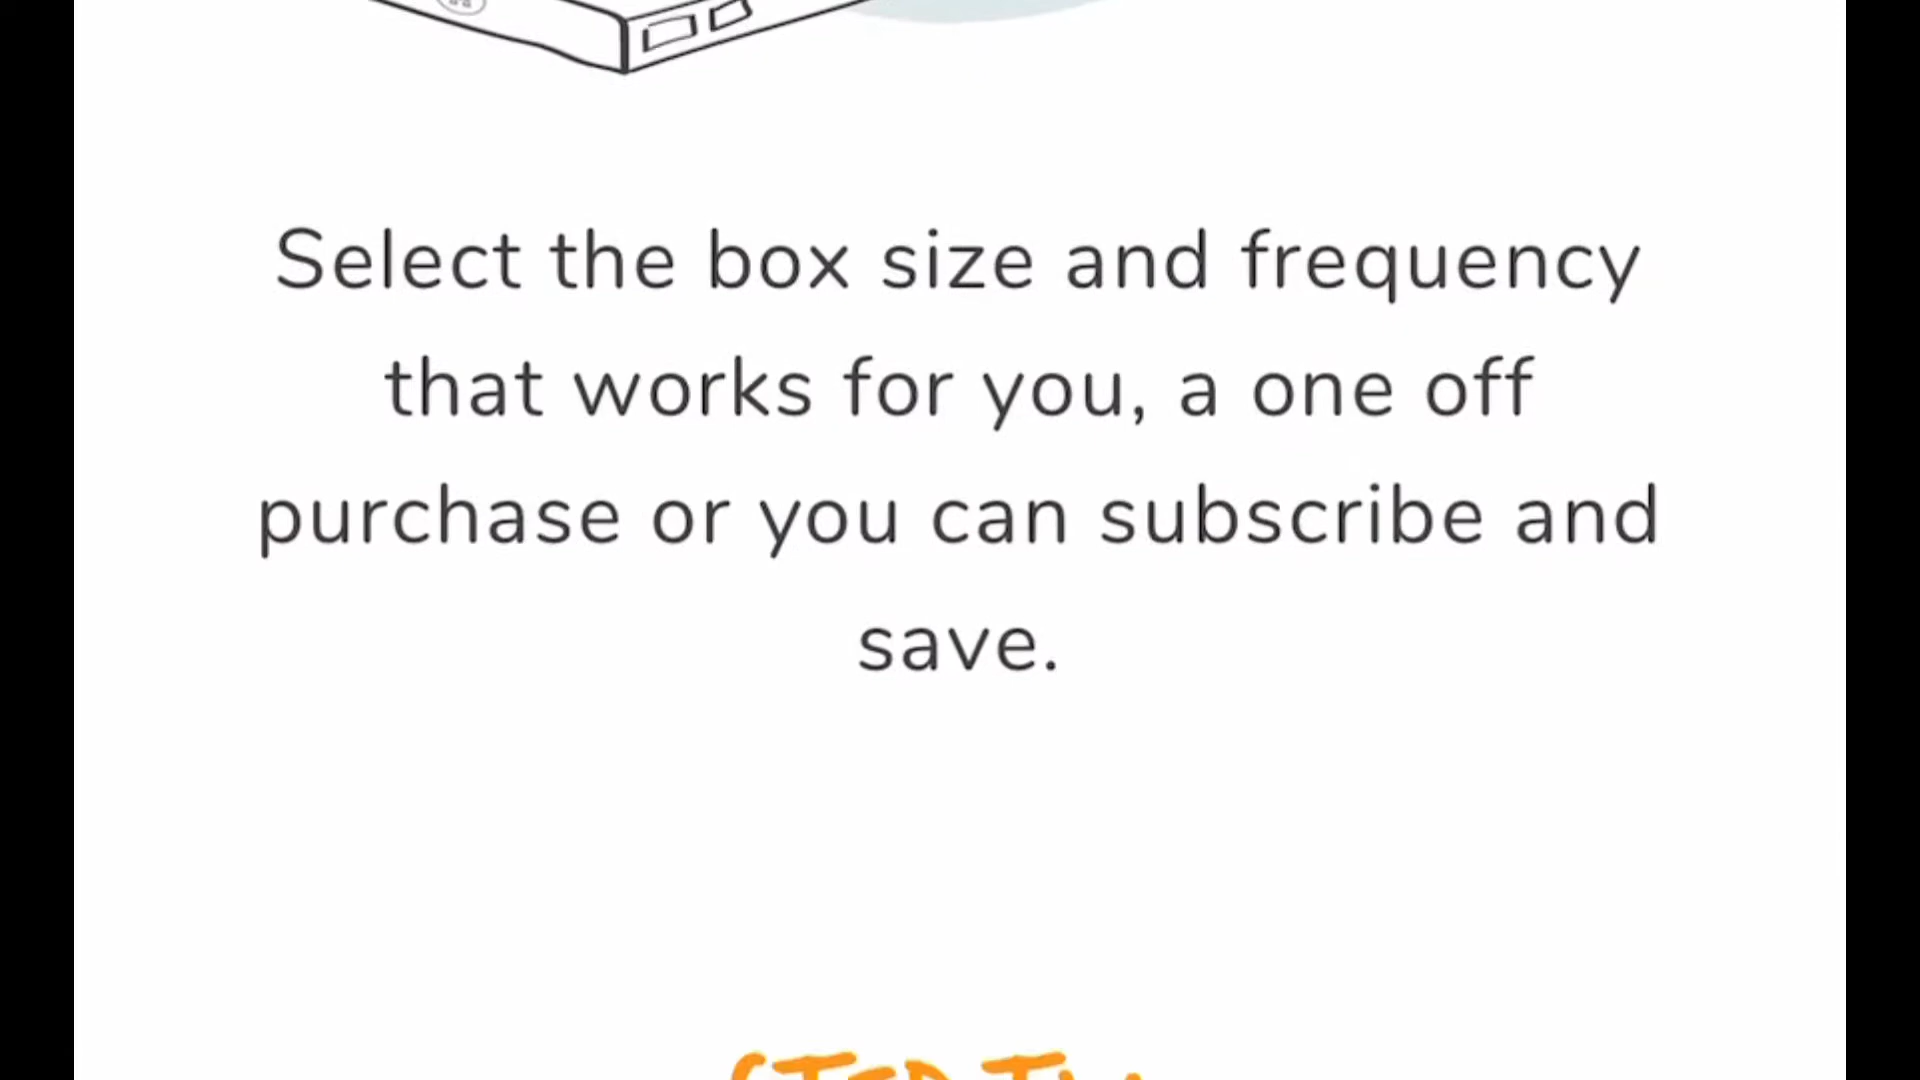 Select the box size and frequency
that works for you, a one off
purchase or you can subscribe and
save.
STEP